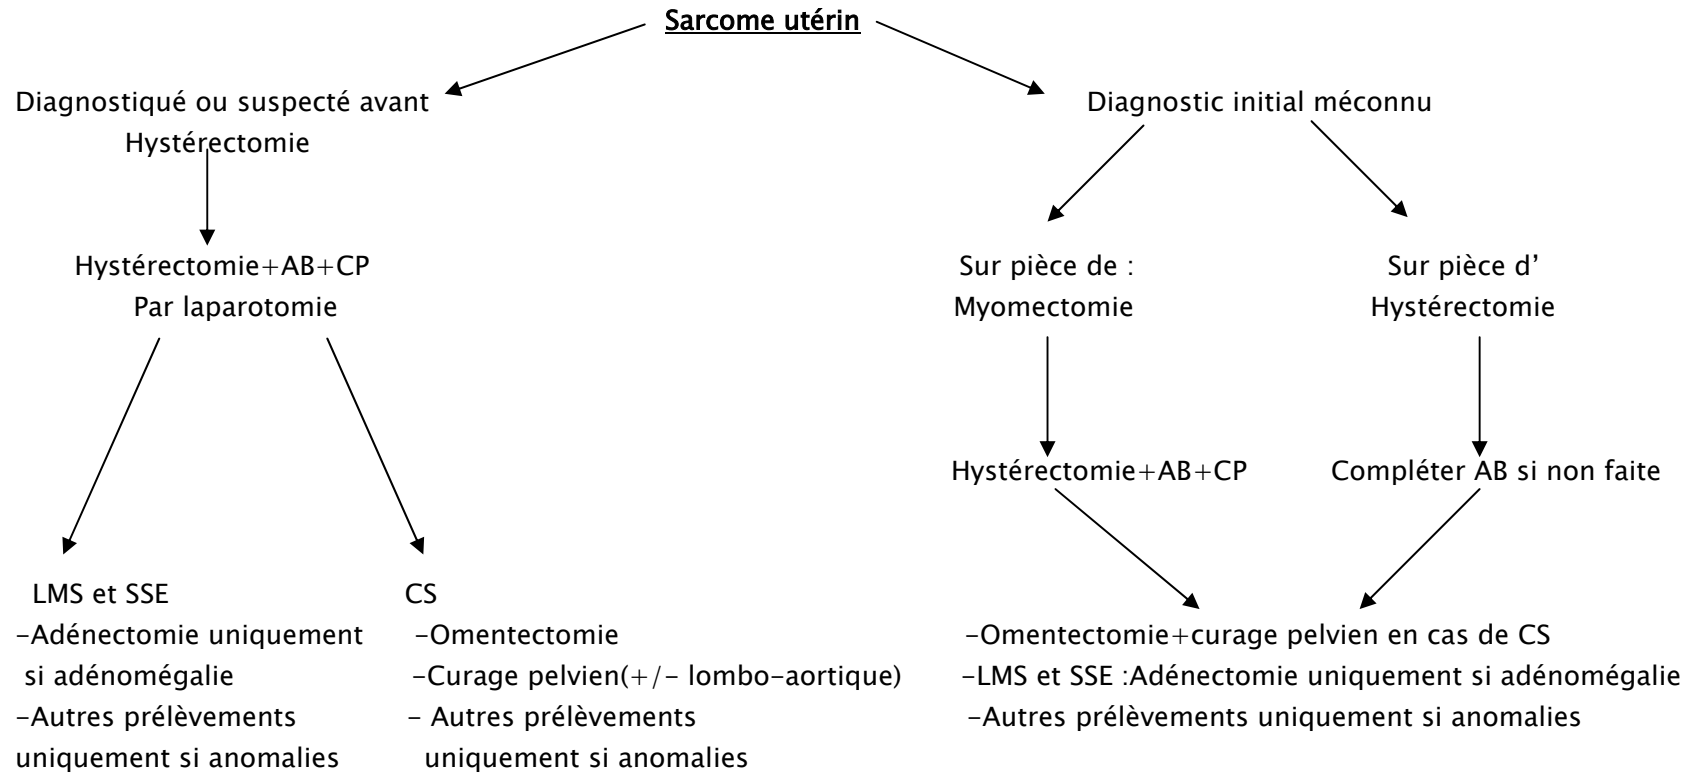 Sarcome utérin
Diagnostiqué ou suspecté avant
Hystérectomie
Diagnostic initial méconnu
Hystérectomie+AB+CP
Par laparotomie
Sur pièce de :
Myomectomie
Sur pièce d’
Hystérectomie
Hystérectomie+AB+CP
Compléter AB si non faite
LMS et SSE
-Adénectomie uniquement
si adénomégalie
-Autres prélèvements
uniquement si anomalies
CS
-Omentectomie
-Curage pelvien(+/- lombo-aortique)
- Autres prélèvements
uniquement si anomalies
-Omentectomie+curage pelvien en cas de CS
-LMS et SSE :Adénectomie uniquement si adénomégalie
-Autres prélèvements uniquement si anomalies